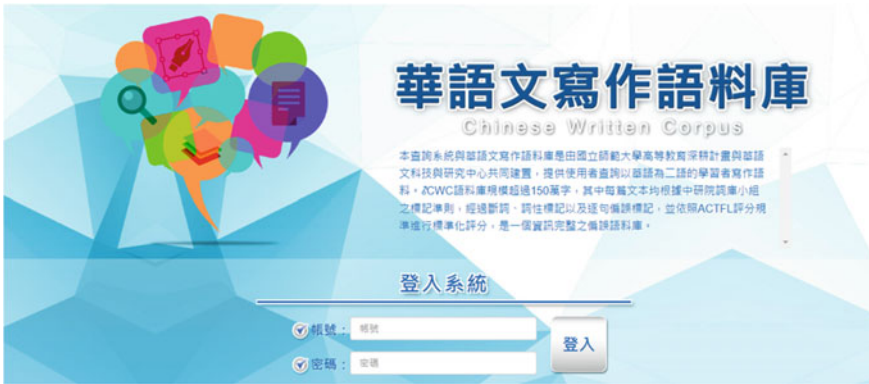 華語文寫作語料庫
Chinese Written Corpus
本查詢系統與華語文寫作語料庫是由國立師範大學高等教育深耕計畫與華語
文科技與研究中心共同建置，提供使用者查詢以華語為二語的學習者寫作語
料。CWC語料庫規模超過150萬字，其中每篇文本均根據中研院詞庫小組
之標記準則，經過斷詞、詞性標記以及逐句偏誤標記，並依照ACTFL評分規
準進行標準化評分，是一個資訊完整之偏誤語料庫。
登入系統
帳號： 帳號
登入
密碼： 密碼